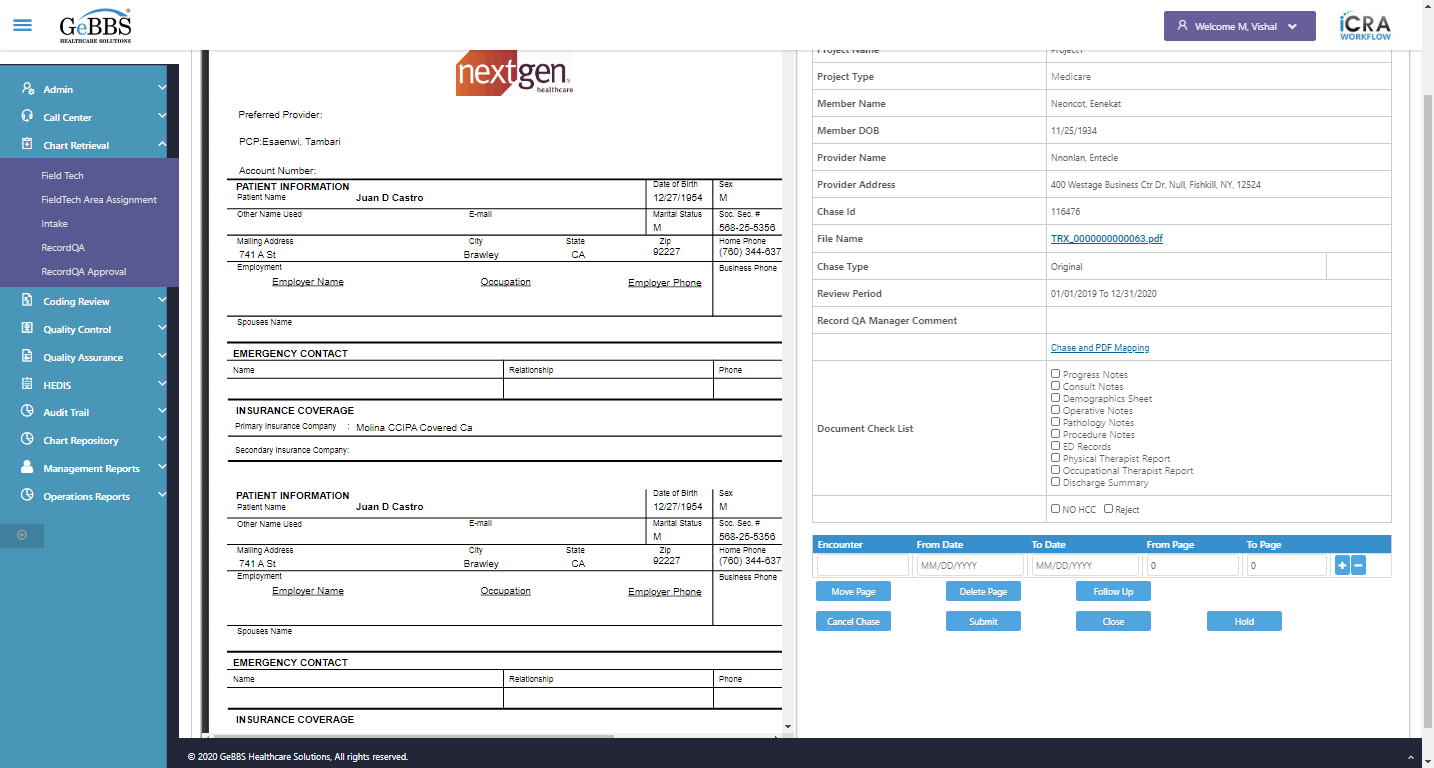 GeBBS
HEALTHCARE SOLUTIONS
Welcome M, Vishal
iCRA
WORKFLOW
Admin
Call Center
Chart Retrieval
Field Tech
FieldTech Area Assignment
Intake
RecordQA
RecordQA Approval
Coding Review
Quality Control
Quality Assurance
HEDIS
Audit Trail
Chart Repository
Management Reports
Operations Reports
nextgen
healthcare
Preferred Provider:
PCP:Esaenwi, Tambari
Account Number:
PATIENT INFORMATION Date of Birth Sex
Patient Name Juan D Castro 12/27/1954 M
Other Name Used E-mail Marital Status Soc. Sec. #
M 568-25-5356
Mailing Address City State Zip Home Phone
741 A St Brawley CA 92227 (760) 344-637
Employment Business Phone
Employer Name Occupation Employer Phone
Spouses Name
EMERGENCY CONTACT
Name Relationship Phone
INSURANCE COVERAGE
Primary Insurance Company : Molina CCIPA Covered Ca
Secondary Insurance Company:
PATIENT INFORMATION Date of Birth Sex
Patient Name Juan D Castro 12/27/1954 M
Other Name Used E-mail Marital Status Soc. Sec. #
M 568-25-5356
Mailing Address City State Zip Home Phone
741 A St Brawley CA 92227 (760) 344-637
Employment Business Phone
Employer Name Occupation Employer Phone
Spouses Name
EMERGENCY CONTACT
Name Relationship Phone
INSURANCE COVERAGE
Project Name Project1
Project Type Medicare
Member Name Neoncot, Eenekat
Member DOB 11/25/1934
Provider Name Nnonlan, Entecle
Provider Address 400 Westage Business Ctr Dr, Null, Fishkill, NY, 12524
Chase Id 116476
File Name TRX_0000000000063.pdf
Chase Type Original
Review Period 01/01/2019 To 12/31/2020
Record QA Manager Comment
Chase and PDF Mapping
Document Check List
Progress Notes
Consult Notes
Demographics Sheet
Operative Notes
Pathology Notes
Procedure Notes
ED Records
Physical Therapist Report
Occupational Therapist Report
Discharge Summary
NO HCC Reject
Encounter From Date To Date From Page To Page
MM/DD/YYYY MM/DD/YYYY 0 0
Move Page Delete Page Follow Up
Cancel Chase Submit Close Hold
© 2020 GeBBS Healthcare Solutions, All rights reserved.